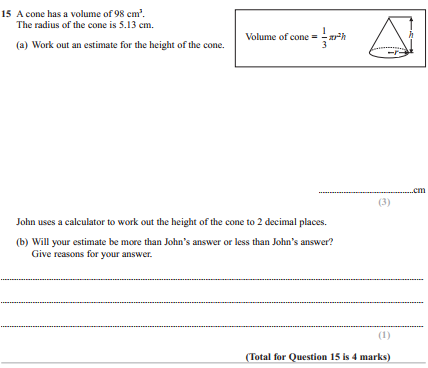 15 A cone has a volume of 98 cm³.
The radius of the cone is 5.13 cm.
(a) Work out an estimate for the height of the cone.
Volume of cone = 1/3 πr²h
h
r
cm
(3)
John uses a calculator to work out the height of the cone to 2 decimal places.
(b) Will your estimate be more than John's answer or less than John's answer?
Give reasons for your answer.
(1)
(Total for Question 15 is 4 marks)